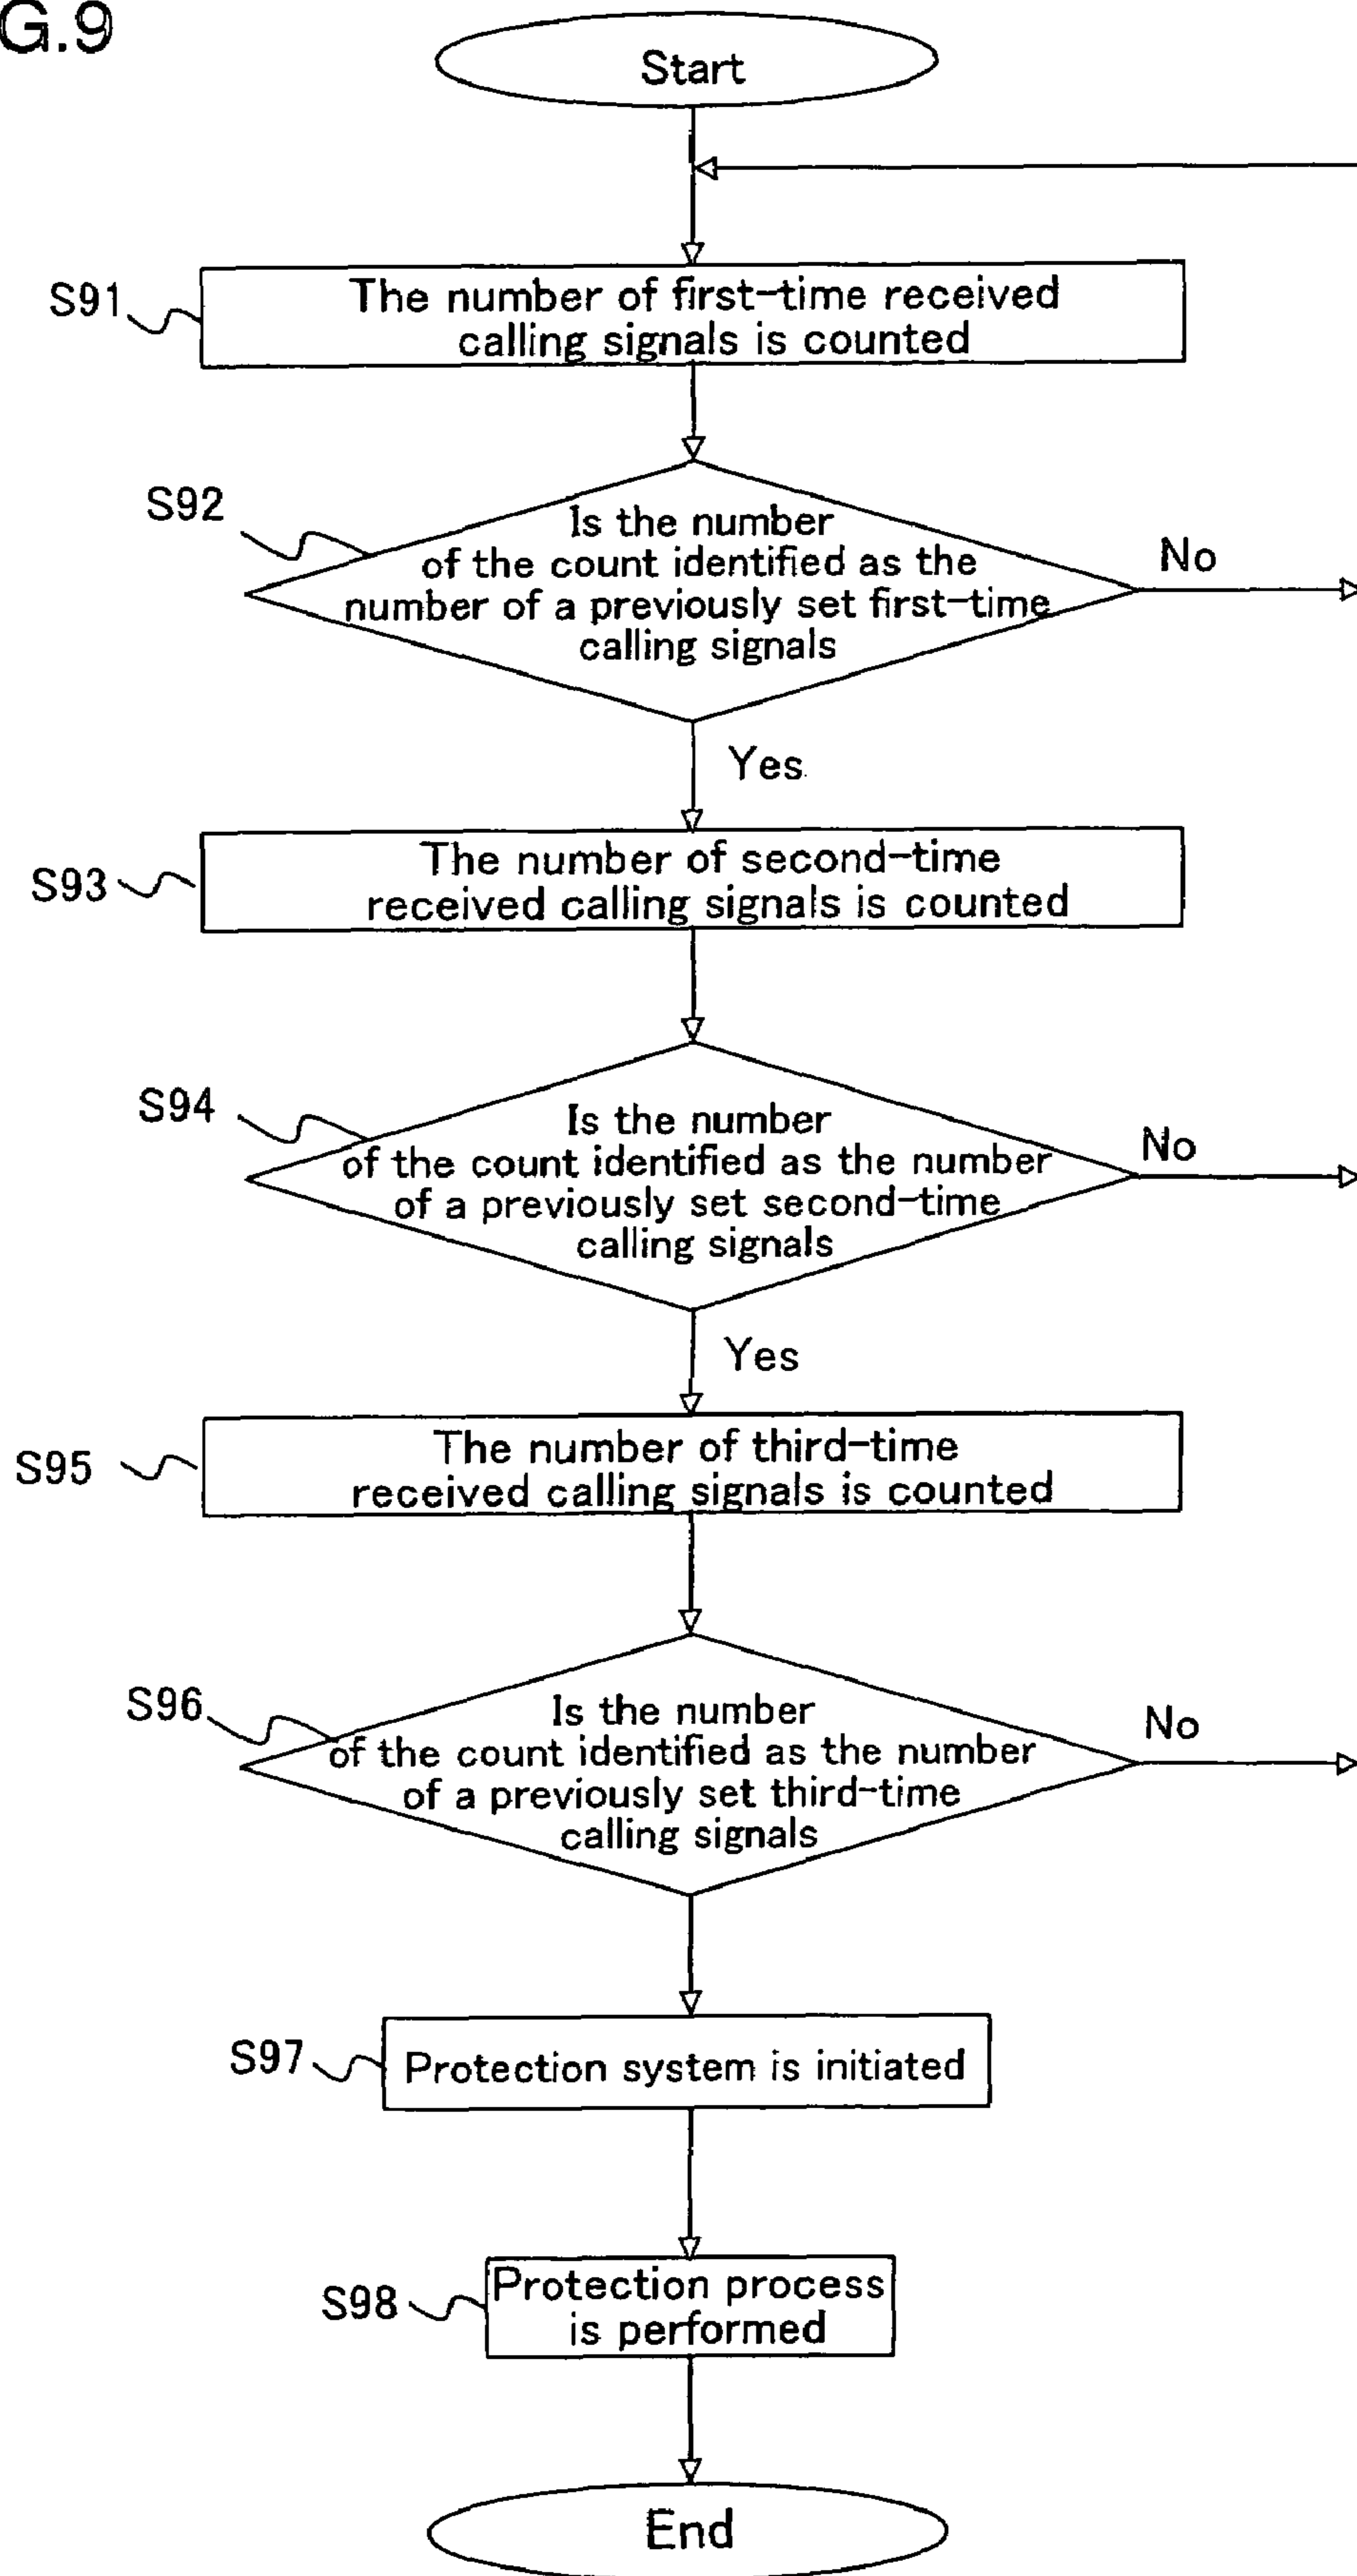 G.9
Start
S91
The number of first-time received
calling signals is counted
S92
Is the number
of the count identified as the
number of a previously set first-time
calling signals
No
Yes
S93
The number of second-time
received calling signals is counted
S94
Is the number
of the count identified as the number
of a previously set second-time
calling signals
No
Yes
S95
The number of third-time
received calling signals is counted
S96
Is the number
of the count identified as the number
of a previously set third-time
calling signals
No
S97
Protection system is initiated
S98
Protection process
is performed
End